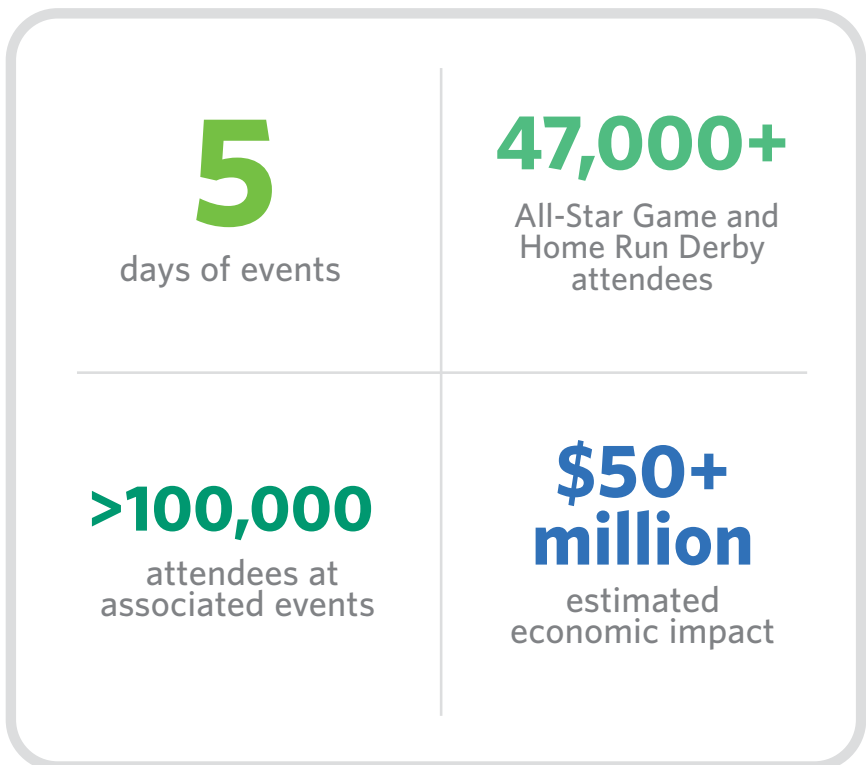 5
days of events
47,000+
All-Star Game and
Home Run Derby
attendees
>100,000
attendees at
associated events
$50+
million
estimated
economic impact